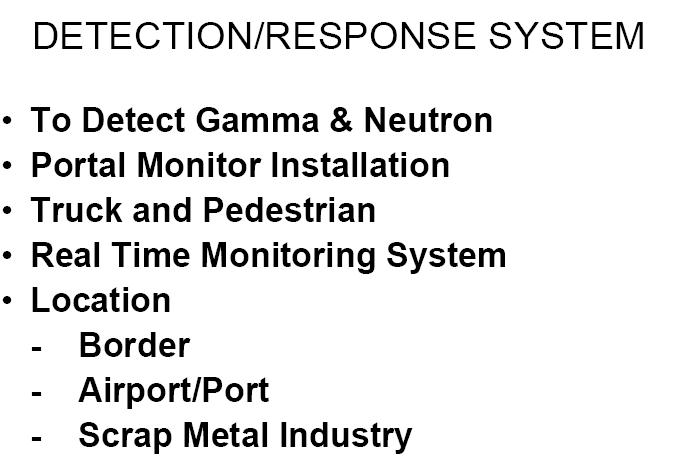 DETECTION/RESPONSE SYSTEM
• To Detect Gamma & Neutron
• Portal Monitor Installation
• Truck and Pedestrian
• Real Time Monitoring System
• Location
- Border
- Airport/Port
- Scrap Metal Industry